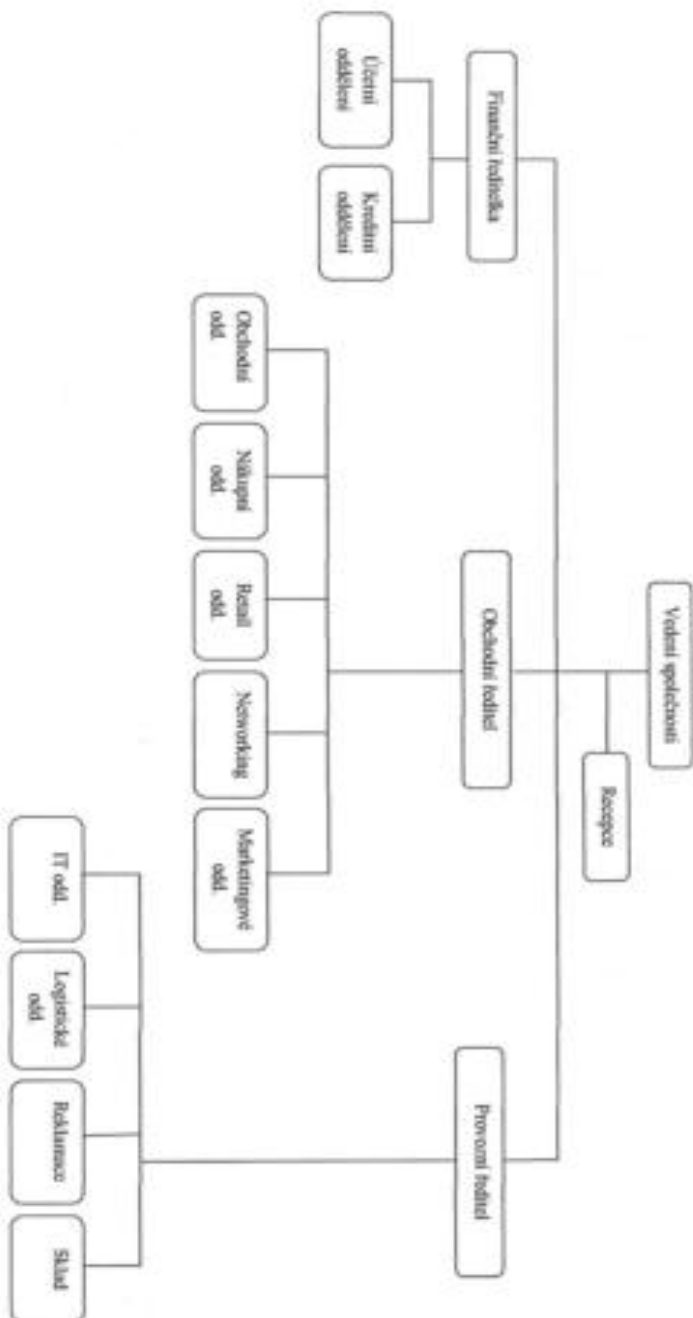 Vedení společnosti
Recepce
Finanční ředitelka
Obchodní ředitel
Provozní ředitel
Účetní
oddělení
Kreditní
oddělení
Obchodní
odd.
Nákupní
odd.
Retail
odd.
Networking
Marketingové
odd.
IT odd.
Logistické
odd.
Reklamace
Sklad